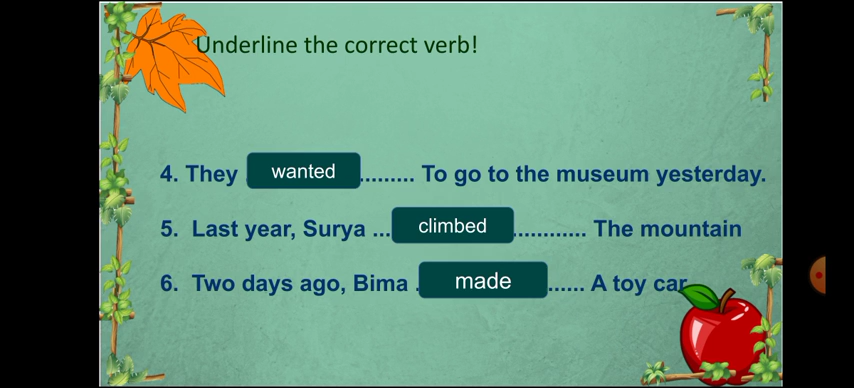 Underline the correct verb!
4. They wanted ......... To go to the museum yesterday.
5. Last year, Surya ... climbed ............ The mountain
6. Two days ago, Bima . made ...... A toy car